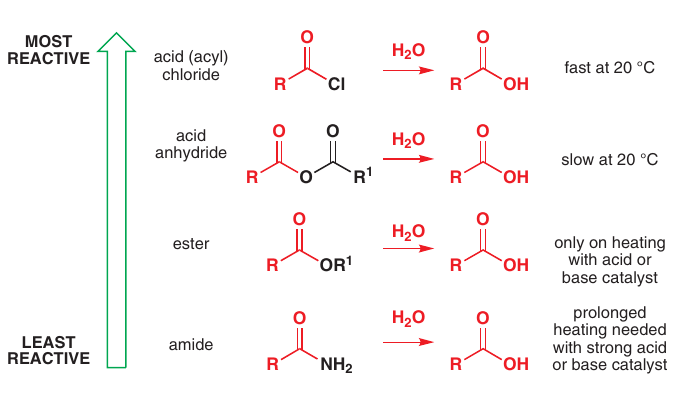 MOST
REACTIVE
acid (acyl)
chloride
O
R
Cl
H₂O
O
R
OH
fast at 20 °C
acid
anhydride
O
O
R
O
R¹
H₂O
O
R
OH
slow at 20 °C
ester
O
R
OR¹
H₂O
O
R
OH
only on heating
with acid or
base catalyst
LEAST
REACTIVE
amide
O
R
NH₂
H₂O
O
R
OH
prolonged
heating needed
with strong acid
or base catalyst